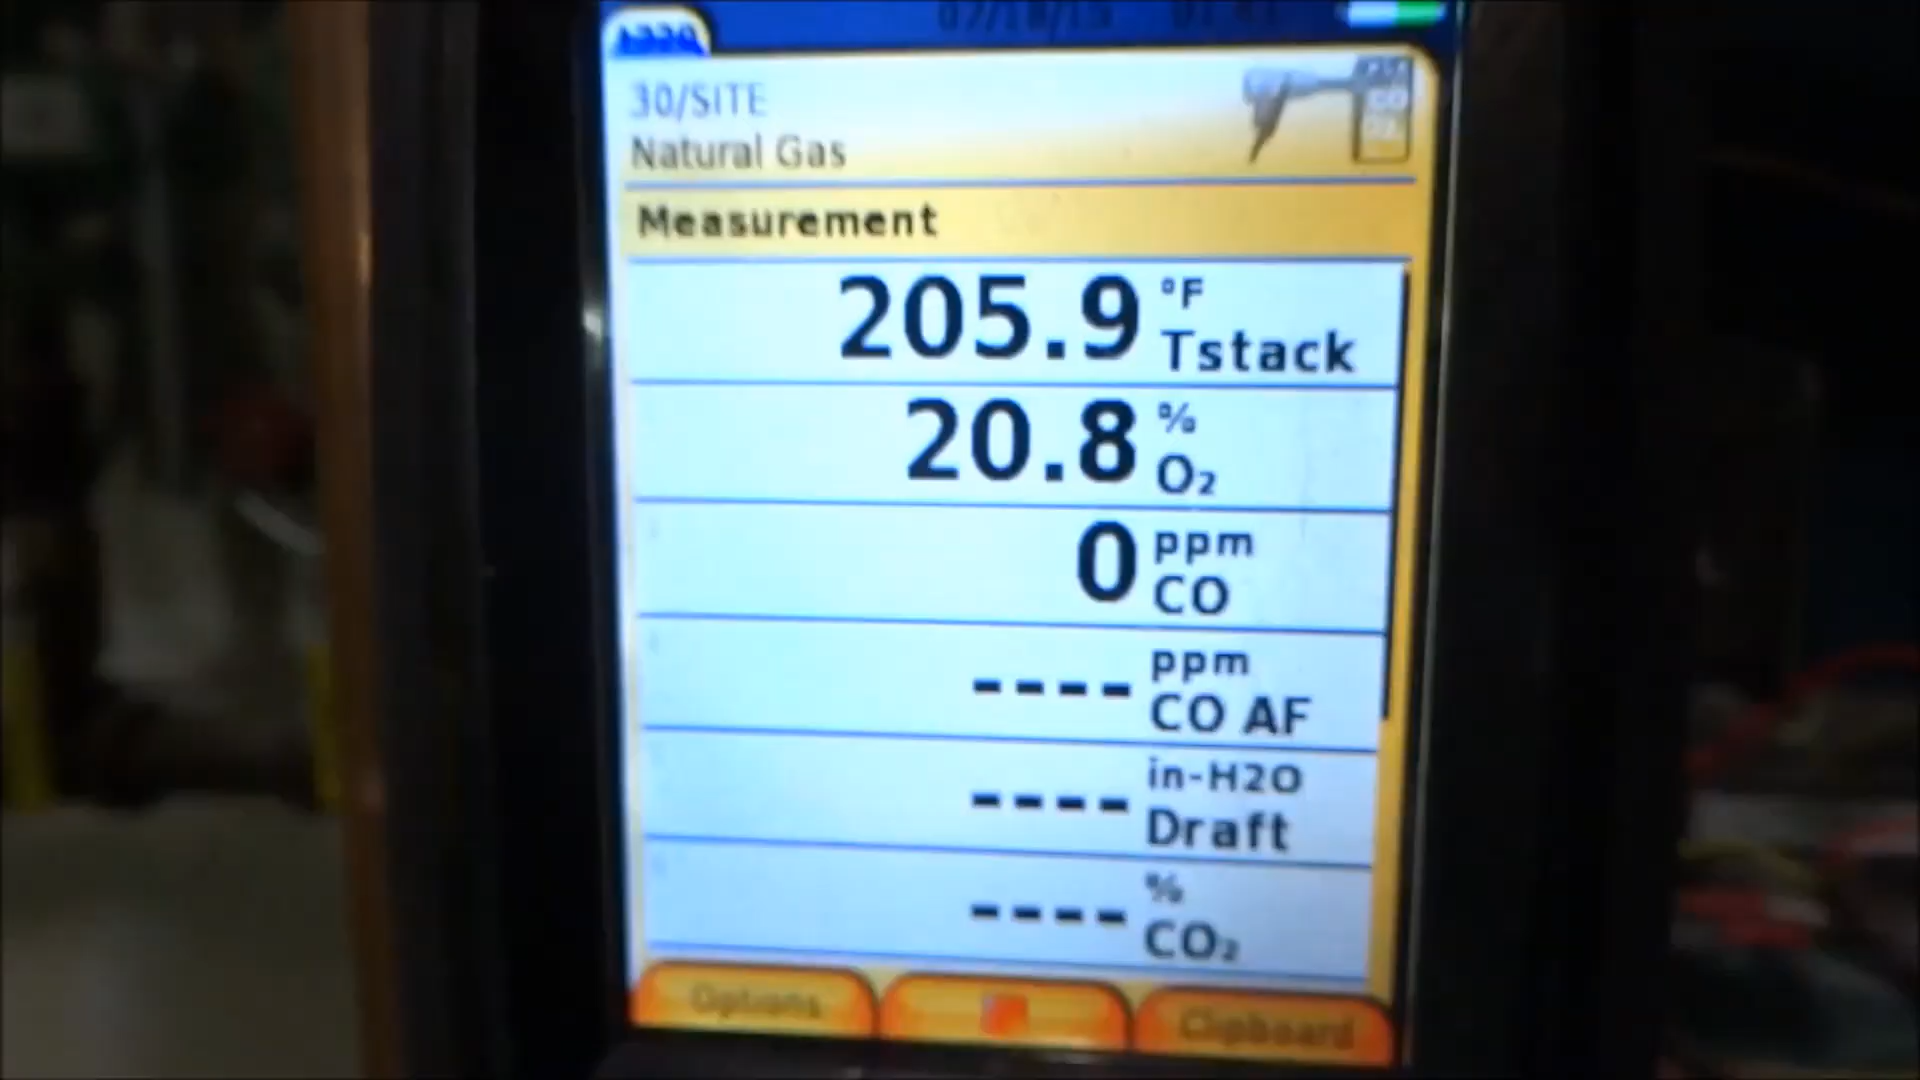 30/SITE
Natural Gas
Measurement
205.9 °F Tstack
20.8 % O₂
0 ppm CO
---- ppm CO AF
---- in-H2O Draft
---- % CO₂
Options
Clipboard